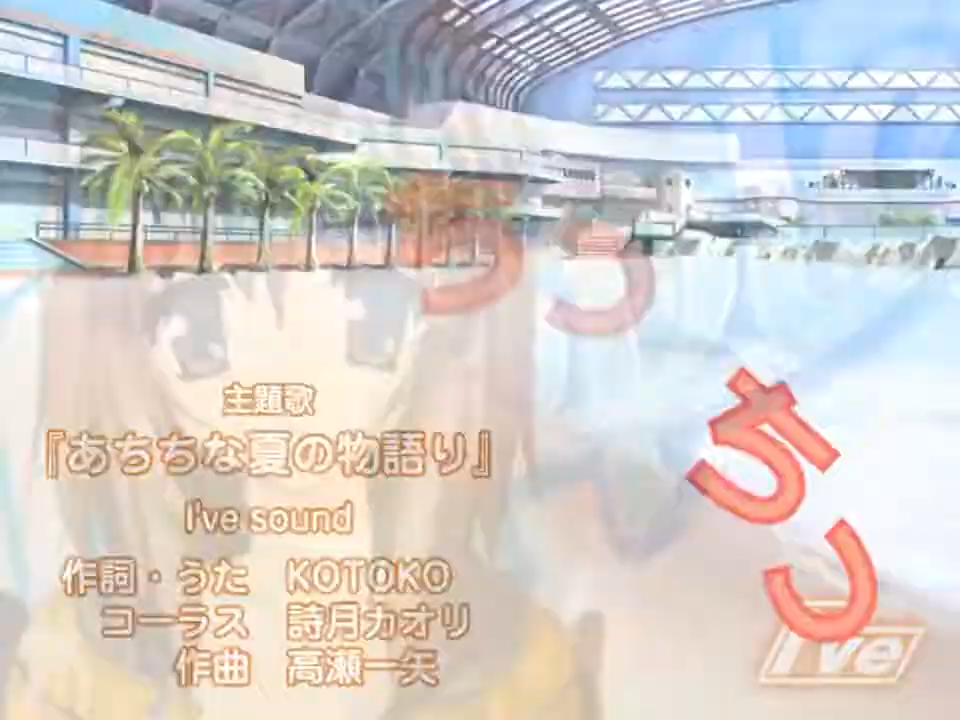 主題歌
『あちちな夏の物語り』
I've sound
作詞・うた KOTOKO
コーラス 詩月カオリ
作曲 高瀬一矢
I've